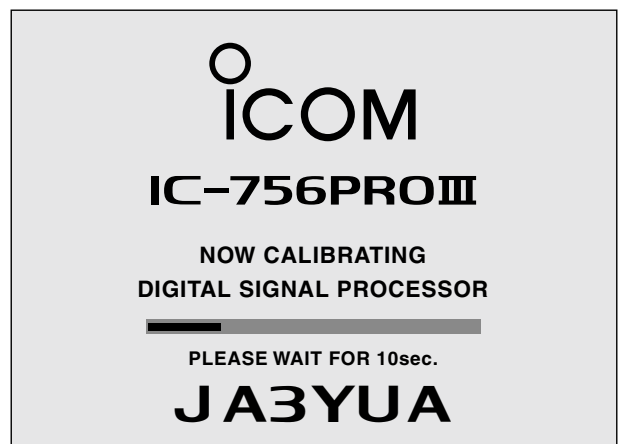 ICOM
IC-756PROIII
NOW CALIBRATING
DIGITAL SIGNAL PROCESSOR
PLEASE WAIT FOR 10sec.
JA3YUA